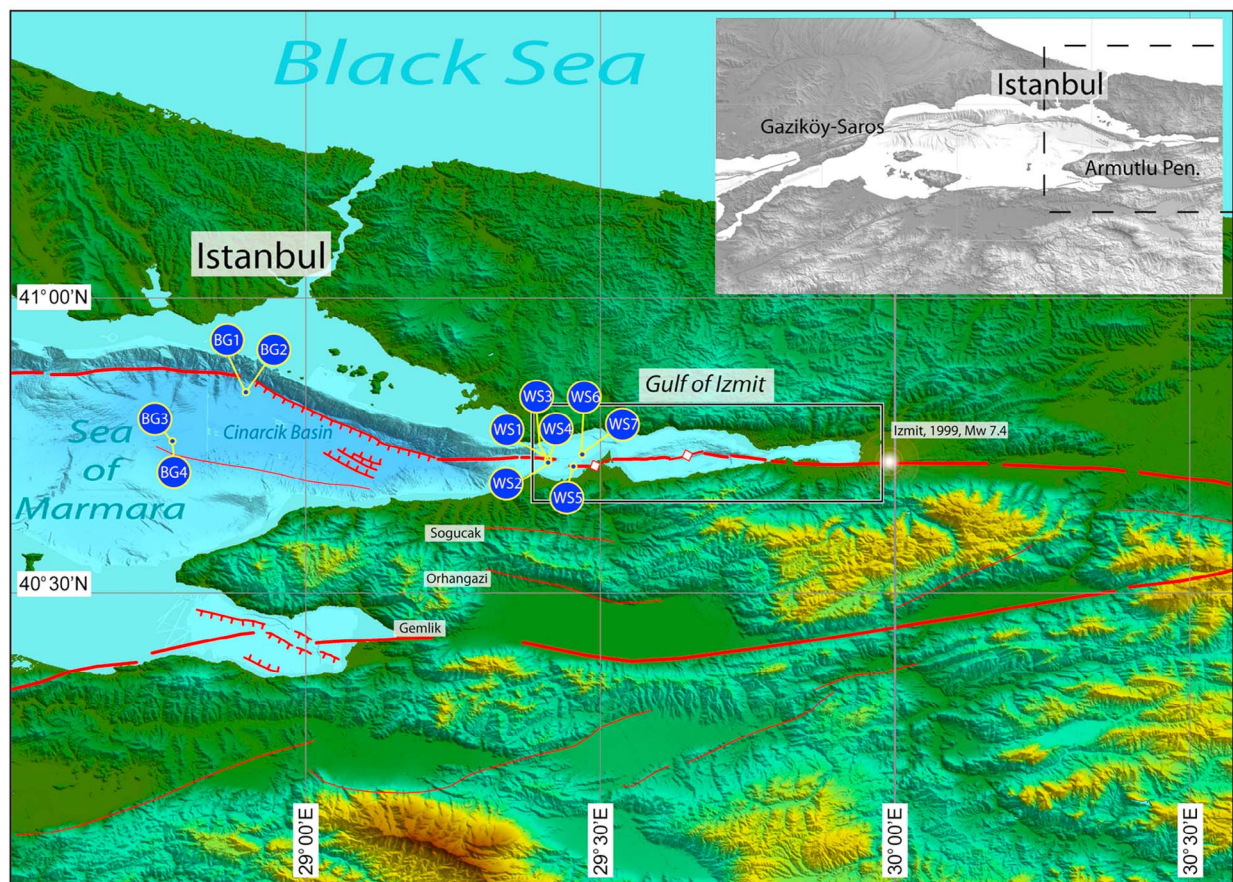 Black Sea
Istanbul
Gaziköy-Saros
Armutlu Pen.
Istanbul
41°00'N
BG1
BG2
WS3
WS6
Gulf of Izmit
BG3
WS1
WS4
WS7
Izmit, 1999, Mw 7.4
Sea
of
Marmara
Cinarcik Basin
BG4
WS2
WS5
Sogucak
40°30'N
Orhangazi
Gemlik
29°00'E
29°30'E
30°00'E
30°30'E